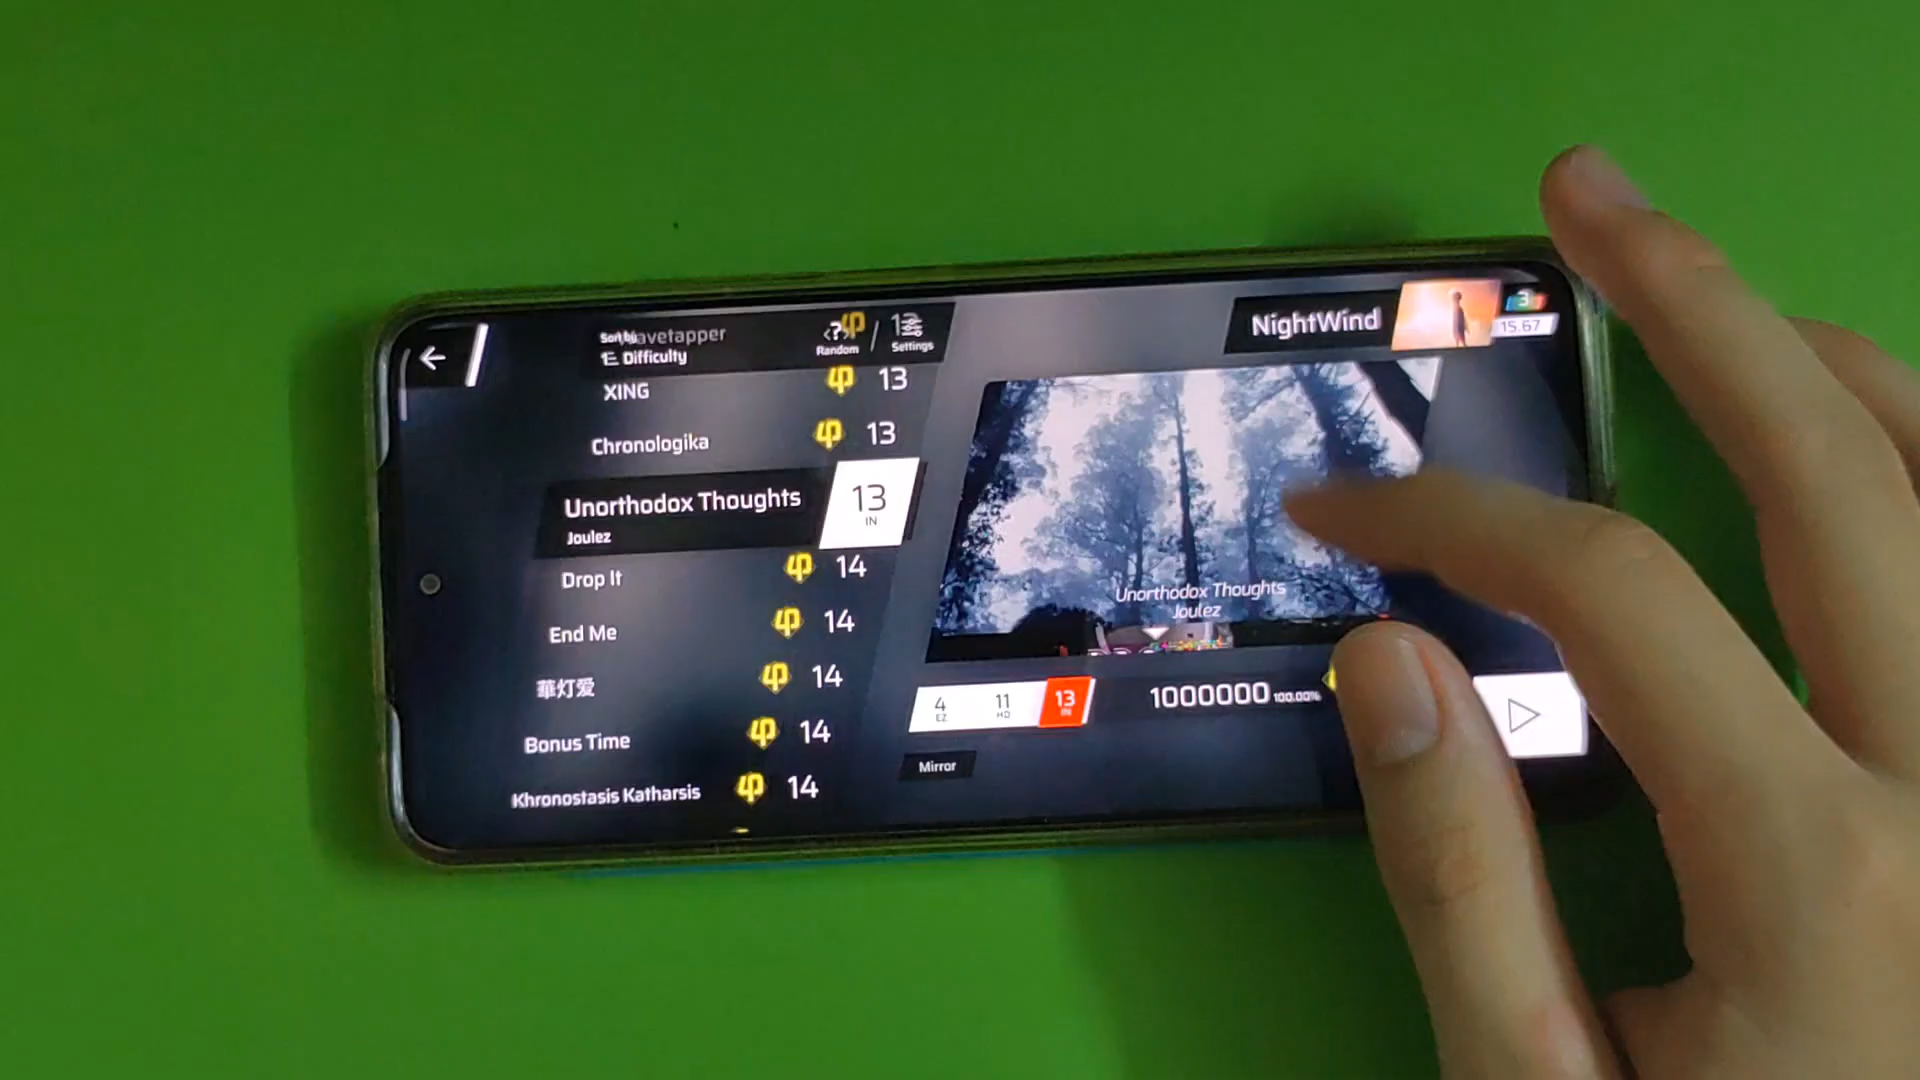 Wavetapper
Sort by
Difficulty
Random
Settings
NightWind
3
15.67
XING 13
Chronologika 13
Unorthodox Thoughts
Joulez
13
IN
Drop It 14
End Me 14
華灯爱 14
Bonus Time 14
Khronostasis Katharsis 14
Unorthodox Thoughts
Joulez
4
EZ
11
HD
13
IN
1000000 100.00%
Mirror